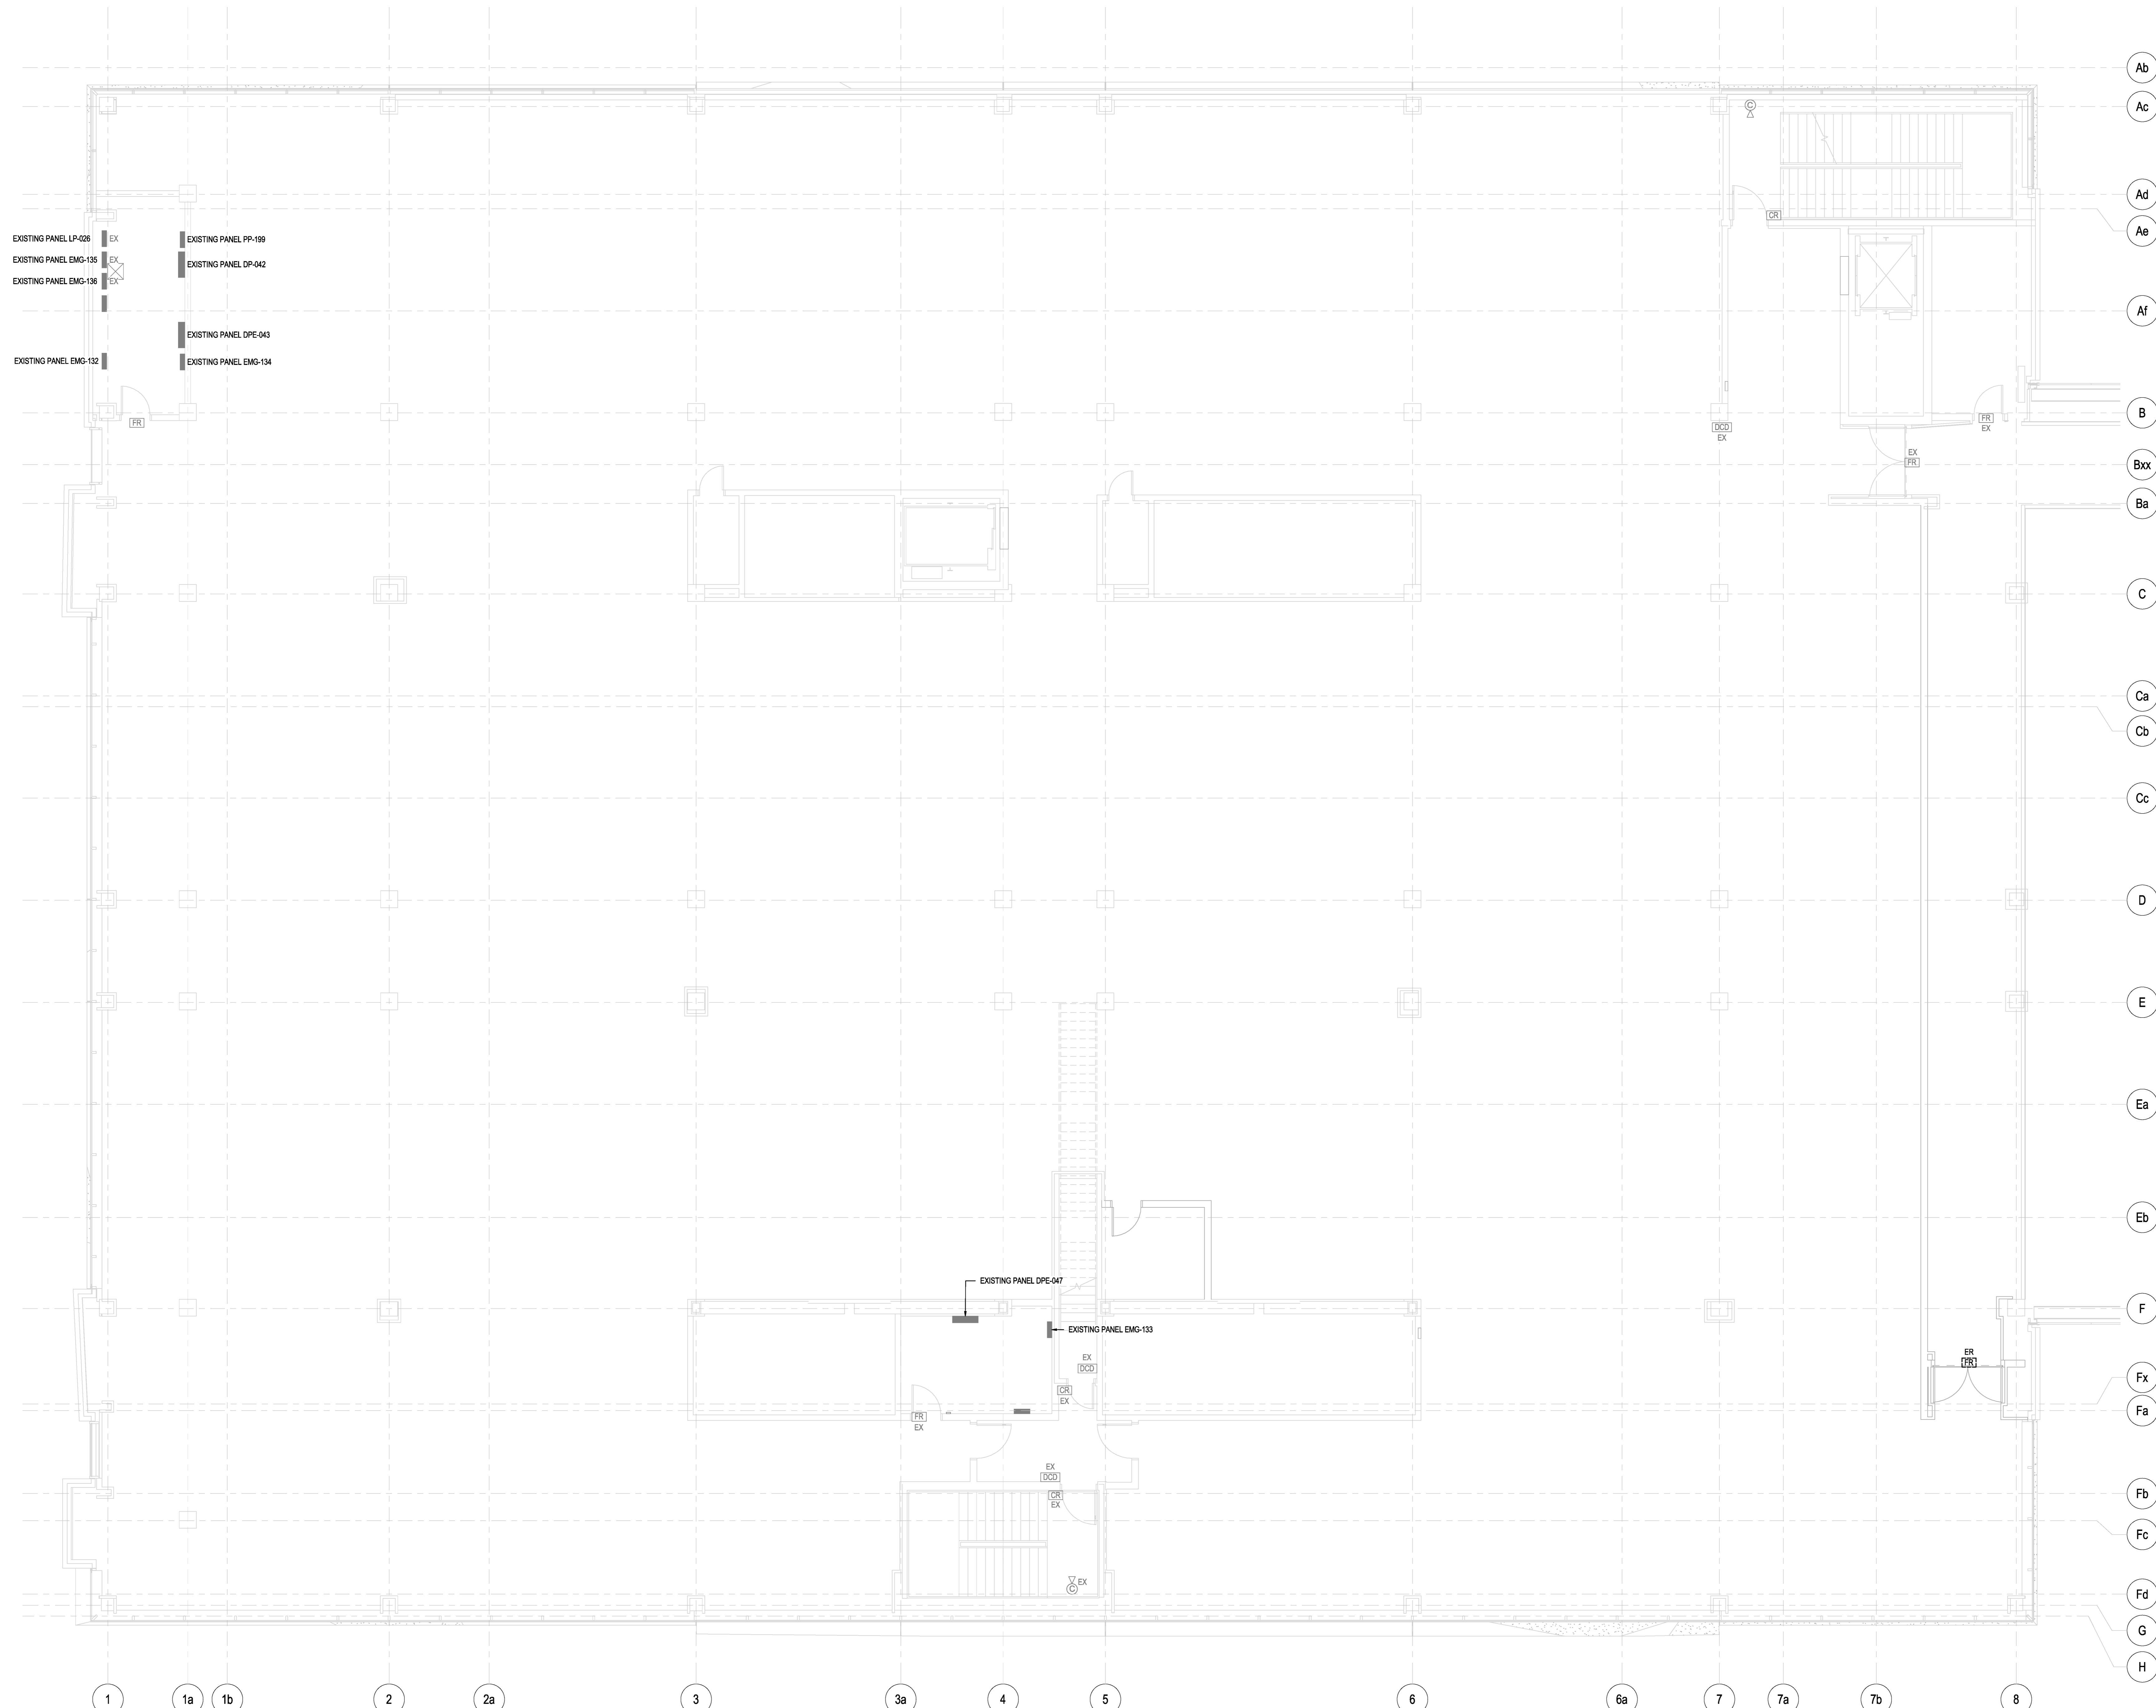 Ab
Ac
Ad
Ae
Af
B
Bxx
Ba
C
Ca
Cb
Cc
D
E
Ea
Eb
F
Fx
Fa
Fb
Fc
Fd
G
H
C
CR
EXISTING PANEL LP-026
EX
EXISTING PANEL PP-199
EXISTING PANEL EMG-135
EX
EXISTING PANEL DP-042
EXISTING PANEL EMG-136
EX
EXISTING PANEL DPE-043
EXISTING PANEL EMG-132
EXISTING PANEL EMG-134
FR
DCD
EX
FR
EX
EX
FR
EXISTING PANEL DPE-047
EXISTING PANEL EMG-133
EX
DCD
CR
EX
FR
EX
ER
FR
EX
DCD
CR
EX
EX
C
1
1a
1b
2
2a
3
3a
4
5
6
6a
7
7a
7b
8